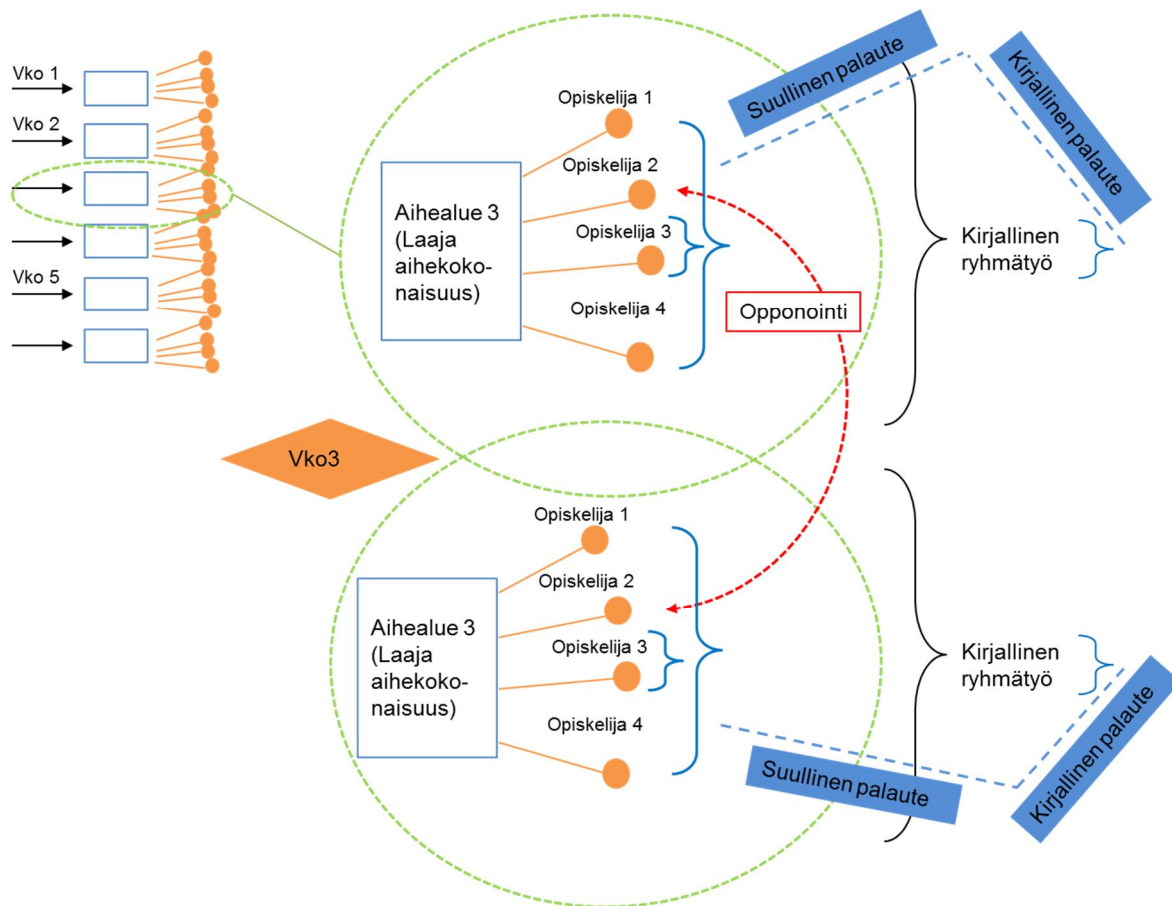 Vko 1
Vko 2
Vko 5
Opiskelija 1
Opiskelija 2
Opiskelija 3
Opiskelija 4
Aihealue 3
(Laaja
aihekoko-
naisuus)
Suullinen palaute
Kirjallinen palaute
Kirjallinen
ryhmätyö
Opponointi
Vko3
Opiskelija 1
Opiskelija 2
Opiskelija 3
Opiskelija 4
Aihealue 3
(Laaja
aihekoko-
naisuus)
Kirjallinen
ryhmätyö
Suullinen palaute
Kirjallinen palaute